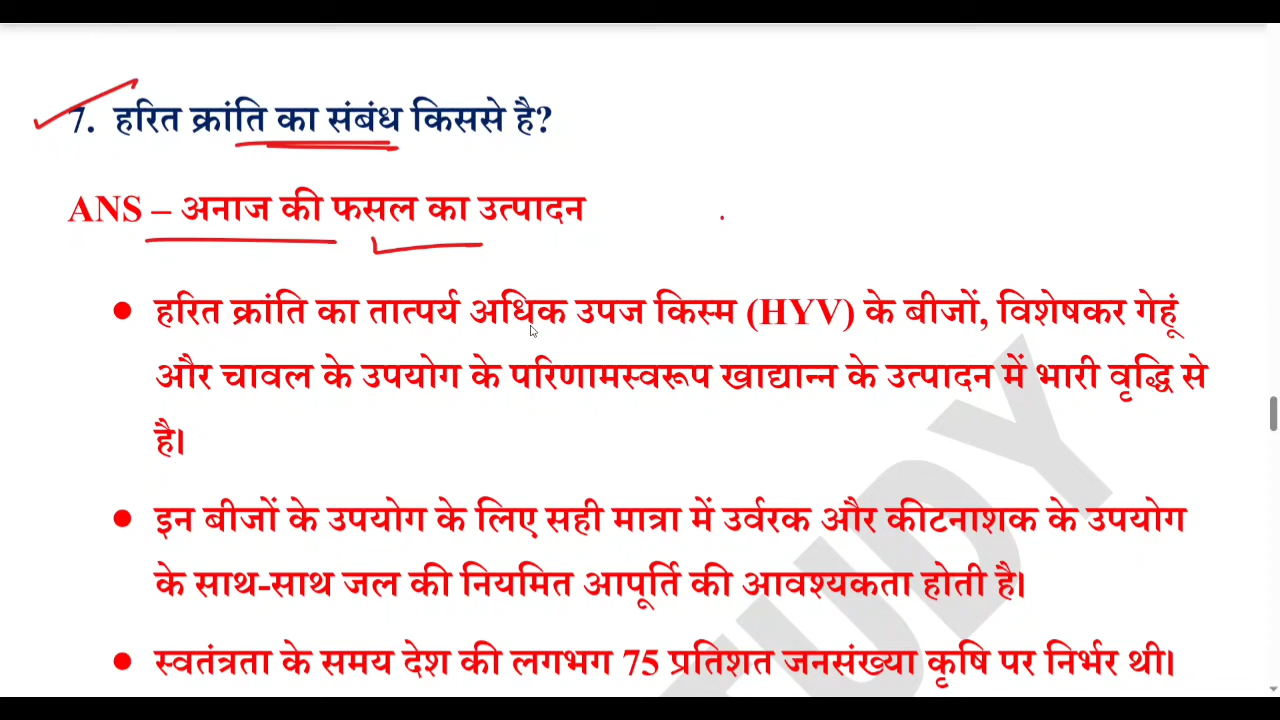 7. हरित क्रांति का संबंध किससे है?
ANS – अनाज की फसल का उत्पादन
• हरित क्रांति का तात्पर्य अधिक उपज किस्म (HYV) के बीजों, विशेषकर गेहूं
और चावल के उपयोग के परिणामस्वरूप खाद्यान्न के उत्पादन में भारी वृद्धि से
है।
• इन बीजों के उपयोग के लिए सही मात्रा में उर्वरक और कीटनाशक के उपयोग
के साथ-साथ जल की नियमित आपूर्ति की आवश्यकता होती है।
• स्वतंत्रता के समय देश की लगभग 75 प्रतिशत जनसंख्या कृषि पर निर्भर थी।
STUDY